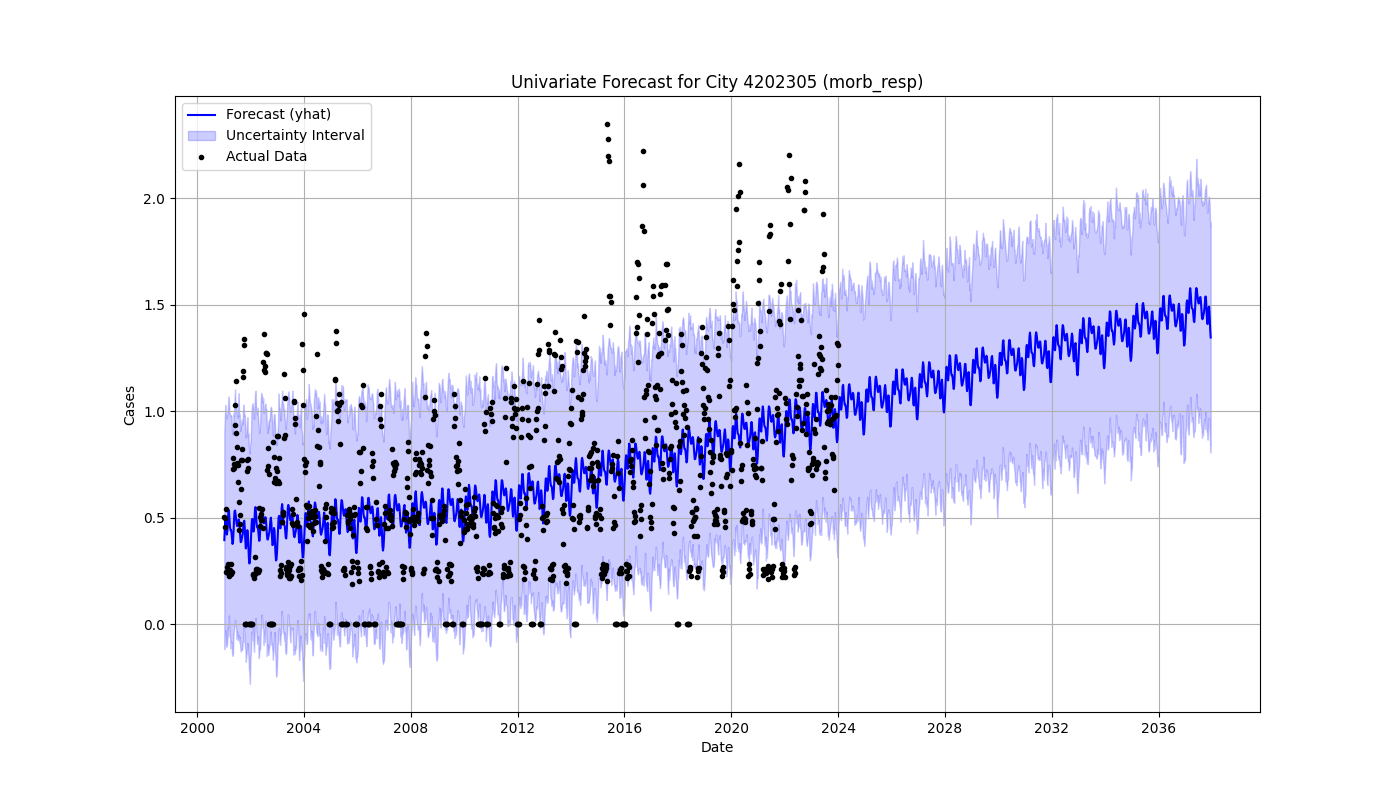 Univariate Forecast for City 4202305 (morb_resp)
Forecast (yhat)
Uncertainty Interval
Actual Data
Cases
2.0
1.5
1.0
0.5
0.0
2000 2004 2008 2012 2016 2020 2024 2028 2032 2036
Date